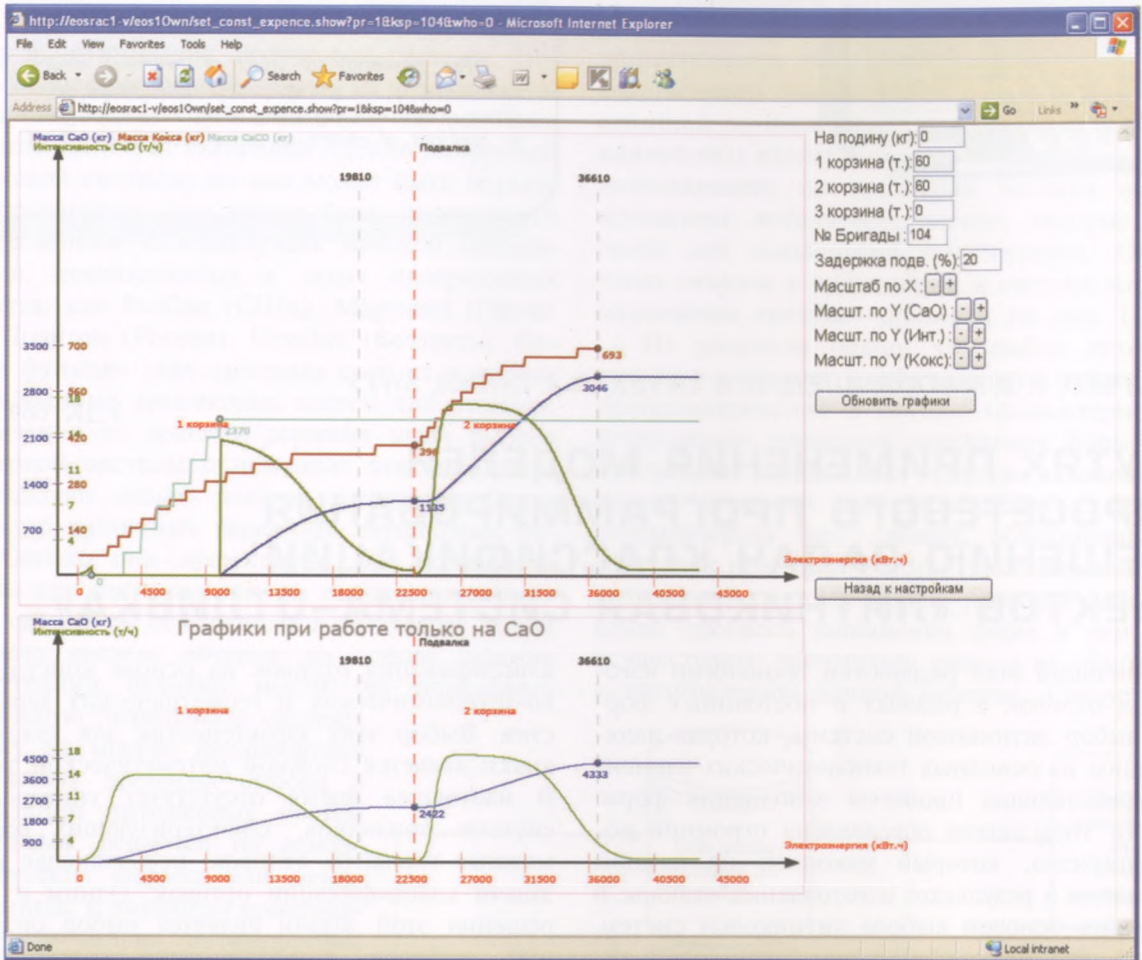 http://eosrac1-v/eos1Own/set_const_expence.show?pr=1&ksp=104&who=0 - Microsoft Internet Explorer
File Edit View Favorites Tools Help
Back Search Favorites
Address http://eosrac1-v/eos1Own/set_const_expence.show?pr=1&ksp=104&who=0 Go Links
Масса CaO (кг) Масса Кокса (кг) Масса CaCO (кг)
Интенсивность CaO (т/ч)
Подвалка
19810
36610
3500 700
2800 560
18
2100 14 420
11
1400 280
7
700 140
4
1 корзина
2370
2 корзина
693
3046
396
1135
0
0 4500 9000 13500 18000 22500 27000 31500 36000 40500 45000
На подину (кг): 0
1 корзина (т.): 60
2 корзина (т.): 60
3 корзина (т.): 0
№ Бригады : 104
Задержка подв. (%): 20
Масштаб по X : - +
Масшт. по Y (CaO) : - +
Масшт. по Y (Инт.): - +
Масшт. по Y (Кокс): - +
Обновить графики
Назад к настройкам
Масса CaO (кг)
Интенсивность (т/ч)
Графики при работе только на CaO
Подвалка
19810
36610
1 корзина
2 корзина
18
4500
3600 14
2700 11
1800 7
900 4
2422
4333
Электроэнергия (кВт.ч)
0 4500 9000 13500 18000 22500 27000 31500 36000 40500 45000
Done Local intranet